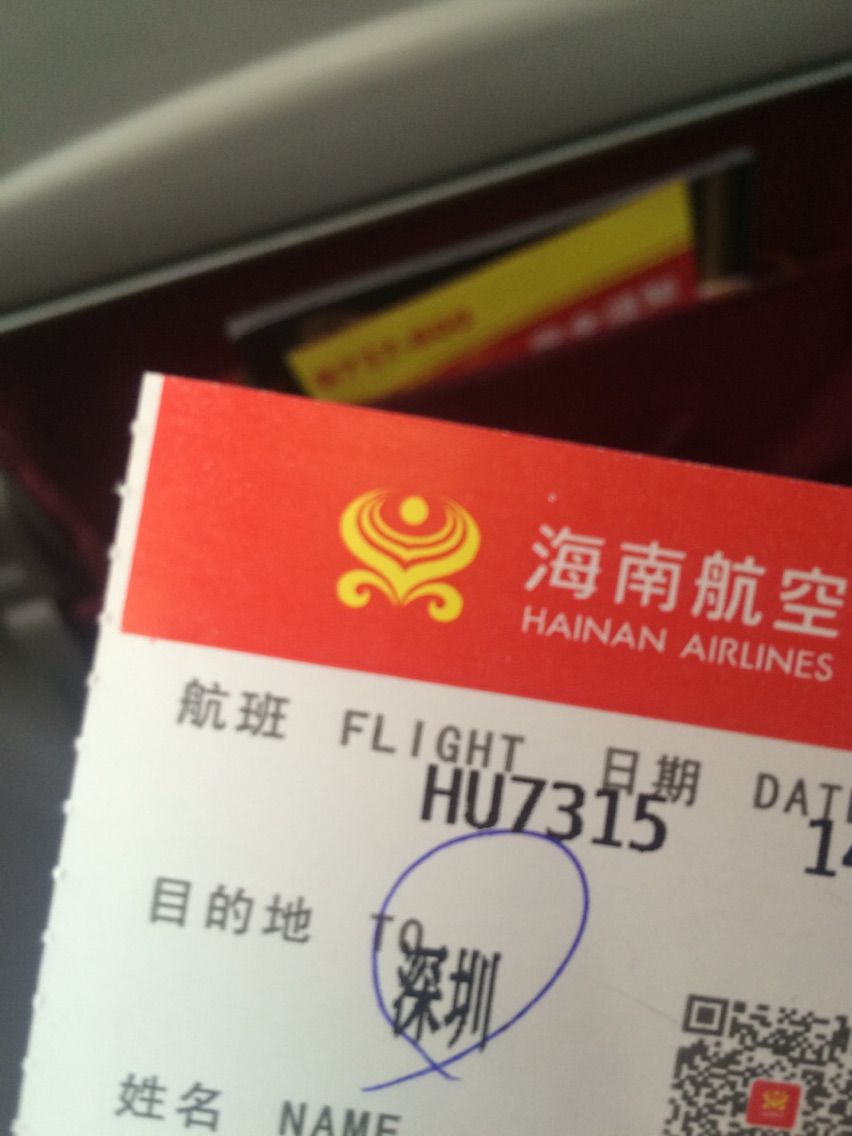 海南航空
HAINAN AIRLINES
航班 FLIGHT 日期 DATE
HU7315 14
目的地 TO
深圳
姓名 NAME